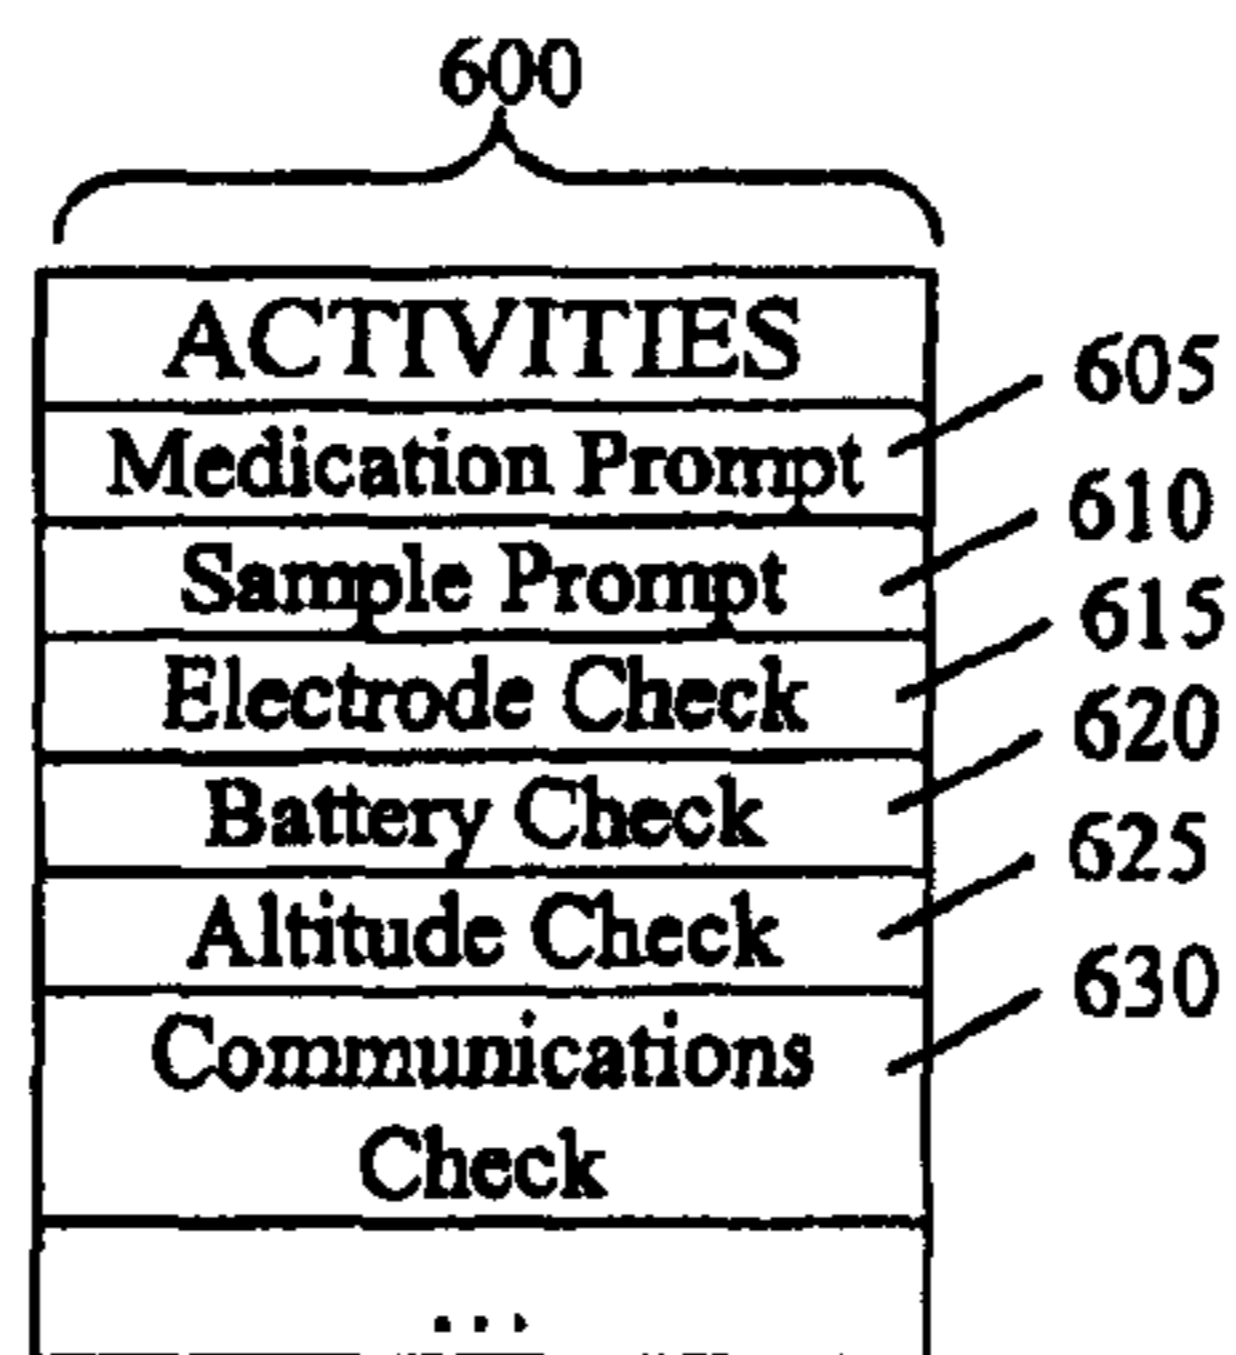 600
ACTIVITIES
605
Medication Prompt
610
Sample Prompt
615
Electrode Check
620
Battery Check
625
Altitude Check
630
Communications
Check
...